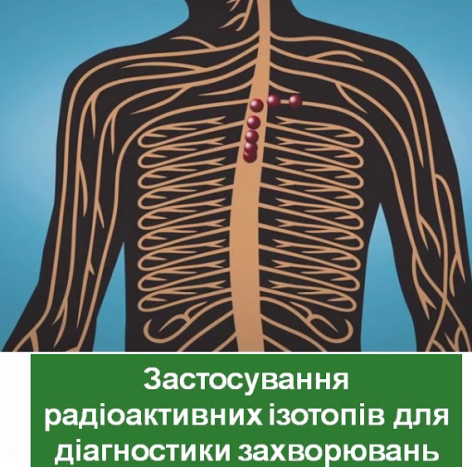 Застосування
радіоактивних ізотопів для
діагностики захворювань